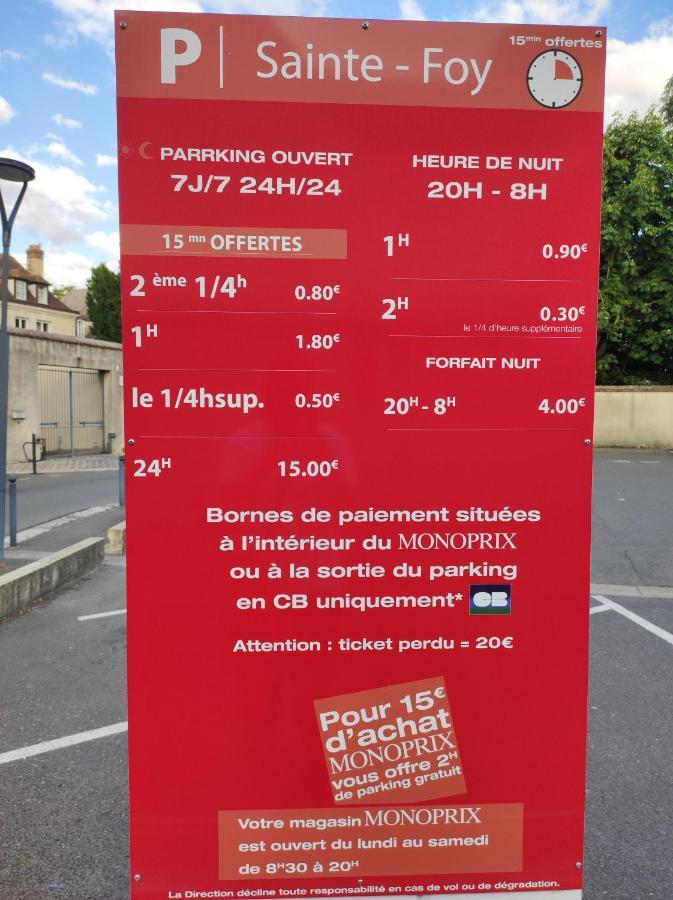 P | Sainte - Foy
15min offertes
PARRKING OUVERT
7J/7 24H/24
15 mn OFFERTES
2 ème 1/4h 0.80€
1H 1.80€
le 1/4hsup. 0.50€
24H 15.00€
HEURE DE NUIT
20H - 8H
1H 0.90€
2H 0.30€
le 1/4 d'heure supplémentaire
FORFAIT NUIT
20H - 8H 4.00€
Bornes de paiement situées
à l'intérieur du MONOPRIX
ou à la sortie du parking
en CB uniquement* CB
Attention : ticket perdu = 20€
Pour 15€
d'achat
MONOPRIX
vous offre 2H
de parking gratuit
Votre magasin MONOPRIX
est ouvert du lundi au samedi
de 8H30 à 20H
La Direction décline toute responsabilité en cas de vol ou de dégradation.